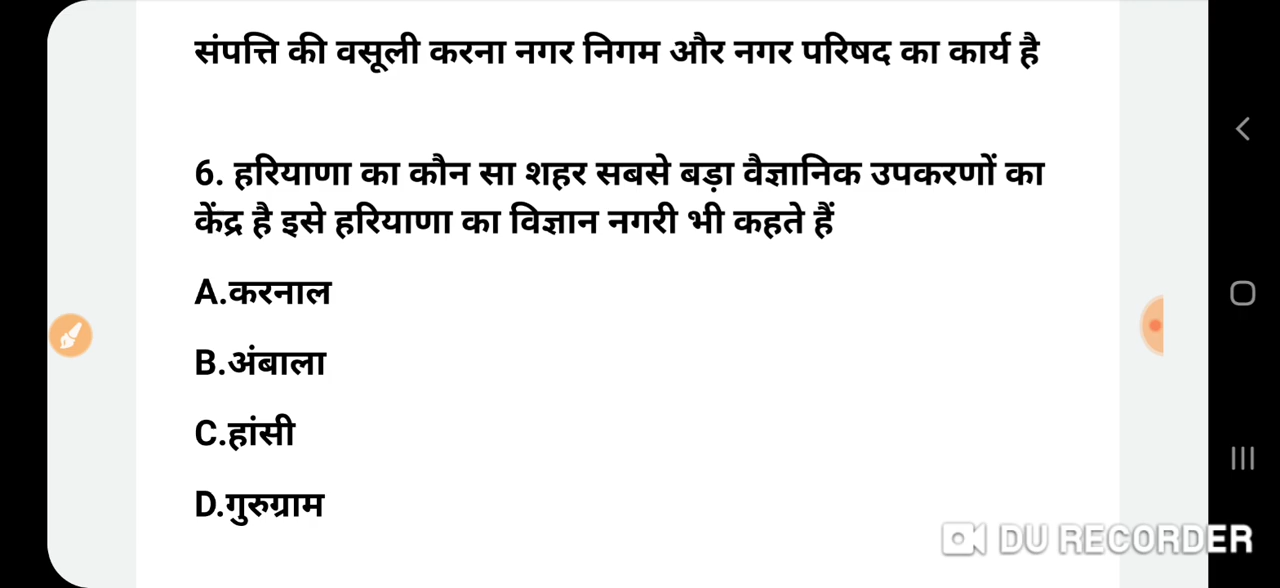 संपत्ति की वसूली करना नगर निगम और नगर परिषद का कार्य है
6. हरियाणा का कौन सा शहर सबसे बड़ा वैज्ञानिक उपकरणों का
केंद्र है इसे हरियाणा का विज्ञान नगरी भी कहते हैं
A.करनाल
B.अंबाला
C.हांसी
D.गुरुग्राम
DU RECORDER